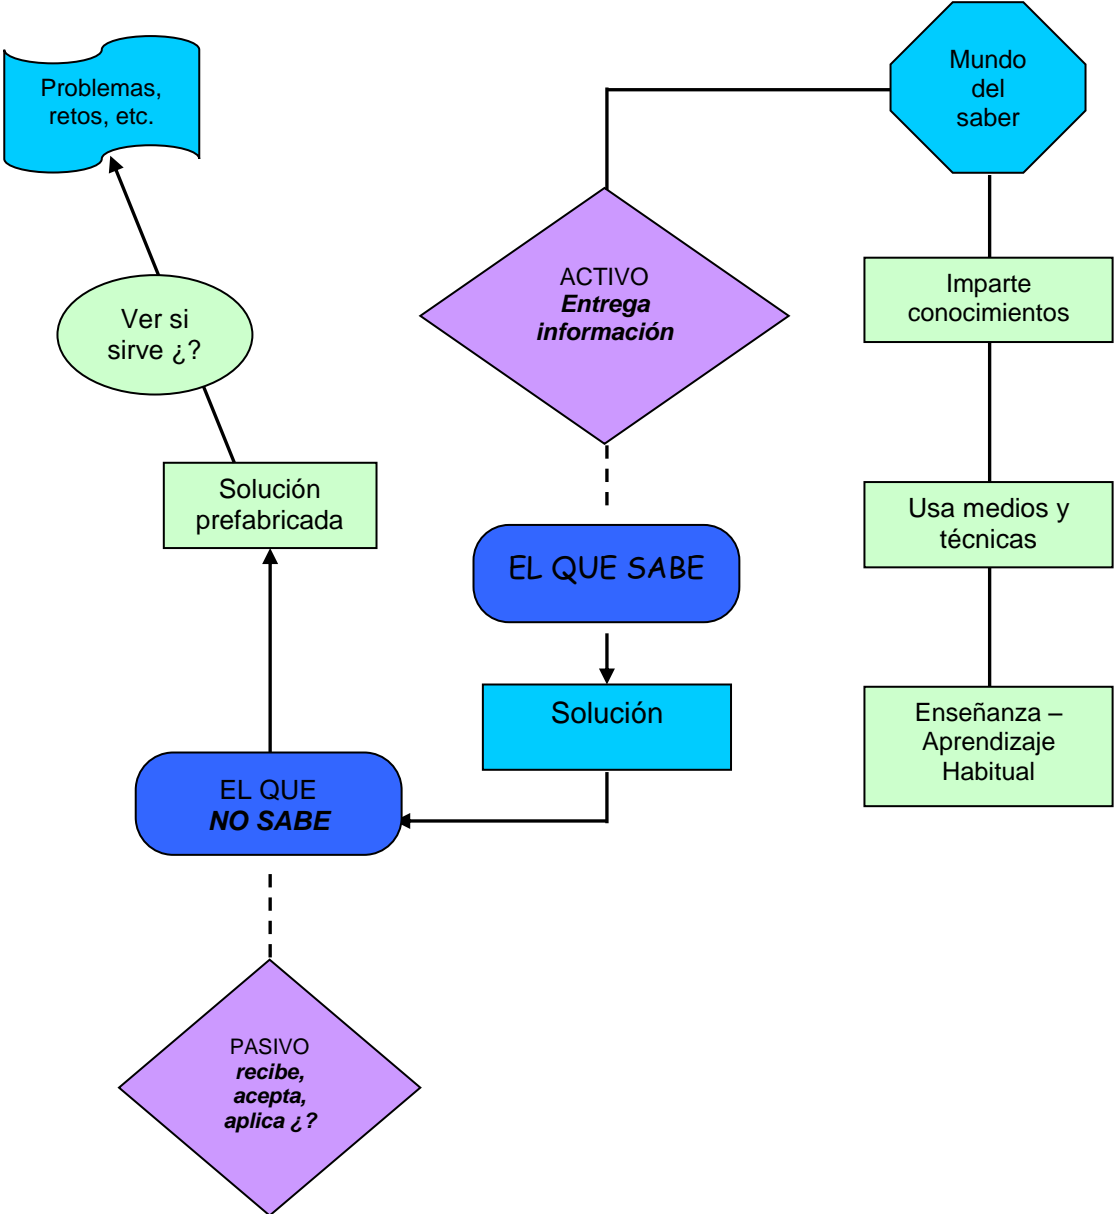 Problemas,
retos, etc.
Mundo
del
saber
ACTIVO
Entrega
información
Imparte
conocimientos
Ver si
sirve ¿?
Solución
prefabricada
Usa medios y
técnicas
EL QUE SABE
Solución
Enseñanza –
Aprendizaje
Habitual
EL QUE
NO SABE
PASIVO
recibe,
acepta,
aplica ¿?